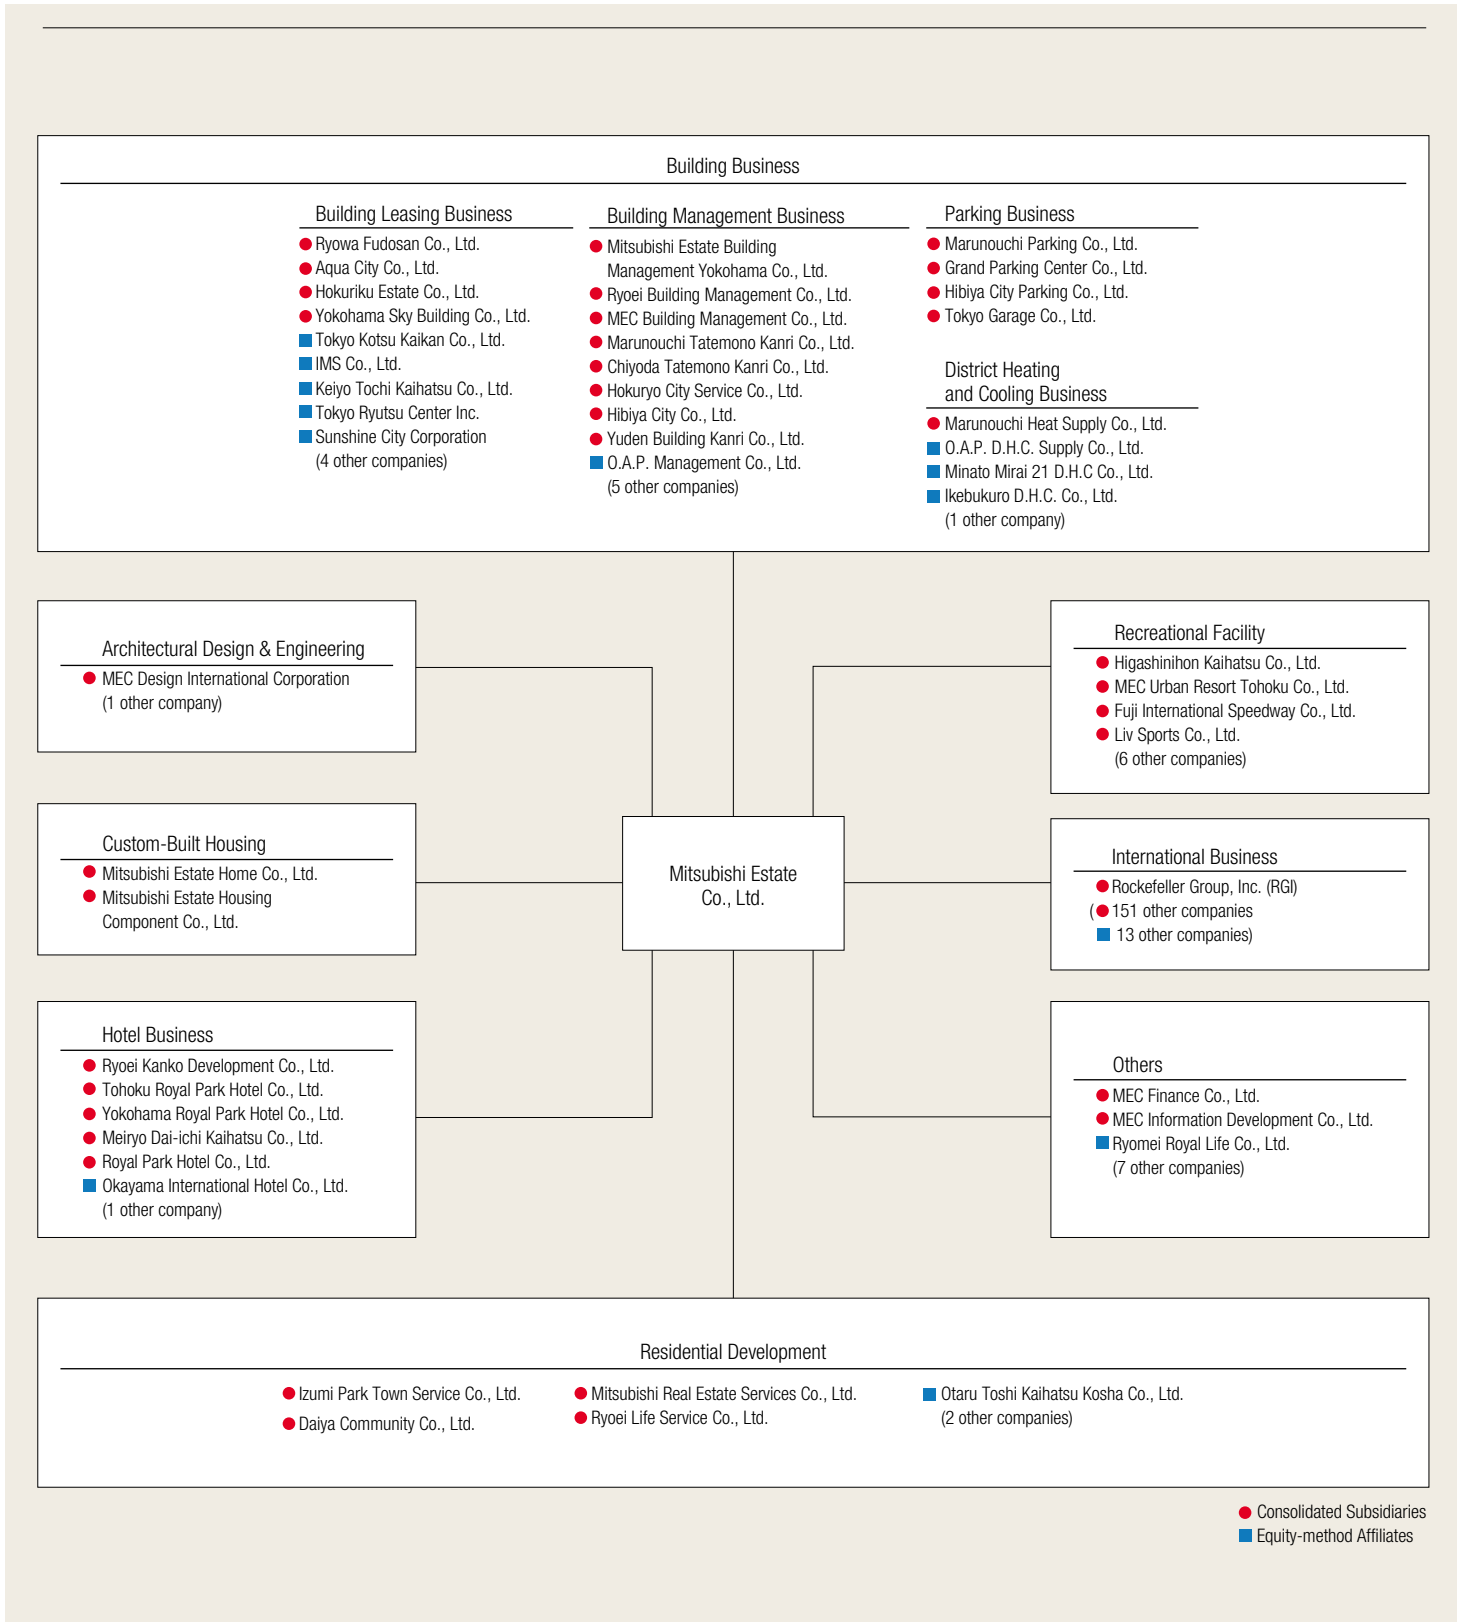 Building Business
Building Leasing Business
Ryowa Fudosan Co., Ltd.
Aqua City Co., Ltd.
Hokuriku Estate Co., Ltd.
Yokohama Sky Building Co., Ltd.
Tokyo Kotsu Kaikan Co., Ltd.
IMS Co., Ltd.
Keiyo Tochi Kaihatsu Co., Ltd.
Tokyo Ryutsu Center Inc.
Sunshine City Corporation
(4 other companies)
Building Management Business
Mitsubishi Estate Building
Management Yokohama Co., Ltd.
Ryoei Building Management Co., Ltd.
MEC Building Management Co., Ltd.
Marunouchi Tatemono Kanri Co., Ltd.
Chiyoda Tatemono Kanri Co., Ltd.
Hokuryo City Service Co., Ltd.
Hibiya City Co., Ltd.
Yuden Building Kanri Co., Ltd.
O.A.P. Management Co., Ltd.
(5 other companies)
Parking Business
Marunouchi Parking Co., Ltd.
Grand Parking Center Co., Ltd.
Hibiya City Parking Co., Ltd.
Tokyo Garage Co., Ltd.
District Heating
and Cooling Business
Marunouchi Heat Supply Co., Ltd.
O.A.P. D.H.C. Supply Co., Ltd.
Minato Mirai 21 D.H.C Co., Ltd.
Ikebukuro D.H.C. Co., Ltd.
(1 other company)
Architectural Design & Engineering
MEC Design International Corporation
(1 other company)
Custom-Built Housing
Mitsubishi Estate Home Co., Ltd.
Mitsubishi Estate Housing
Component Co., Ltd.
Hotel Business
Ryoei Kanko Development Co., Ltd.
Tohoku Royal Park Hotel Co., Ltd.
Yokohama Royal Park Hotel Co., Ltd.
Meiryo Dai-ichi Kaihatsu Co., Ltd.
Royal Park Hotel Co., Ltd.
Okayama International Hotel Co., Ltd.
(1 other company)
Mitsubishi Estate
Co., Ltd.
Recreational Facility
Higashinihon Kaihatsu Co., Ltd.
MEC Urban Resort Tohoku Co., Ltd.
Fuji International Speedway Co., Ltd.
Liv Sports Co., Ltd.
(6 other companies)
International Business
Rockefeller Group, Inc. (RGI)
(151 other companies
13 other companies)
Others
MEC Finance Co., Ltd.
MEC Information Development Co., Ltd.
Ryomei Royal Life Co., Ltd.
(7 other companies)
Residential Development
Izumi Park Town Service Co., Ltd.
Daiya Community Co., Ltd.
Mitsubishi Real Estate Services Co., Ltd.
Ryoei Life Service Co., Ltd.
Otaru Toshi Kaihatsu Kosha Co., Ltd.
(2 other companies)
Consolidated Subsidiaries
Equity-method Affiliates